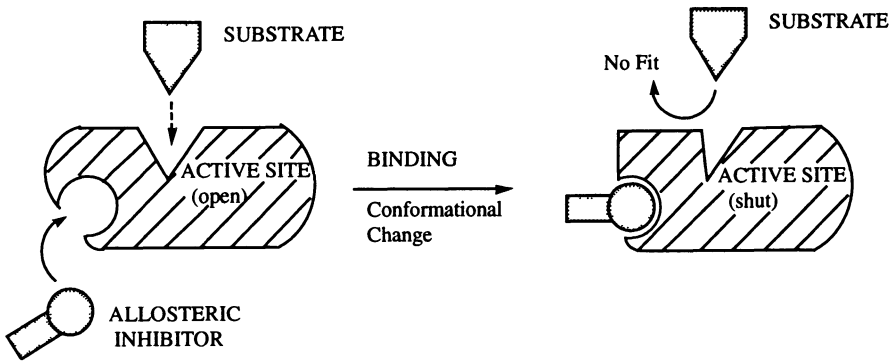 SUBSTRATE
ACTIVE SITE
(open)
ALLOSTERIC
INHIBITOR
BINDING
Conformational
Change
SUBSTRATE
No Fit
ACTIVE SITE
(shut)